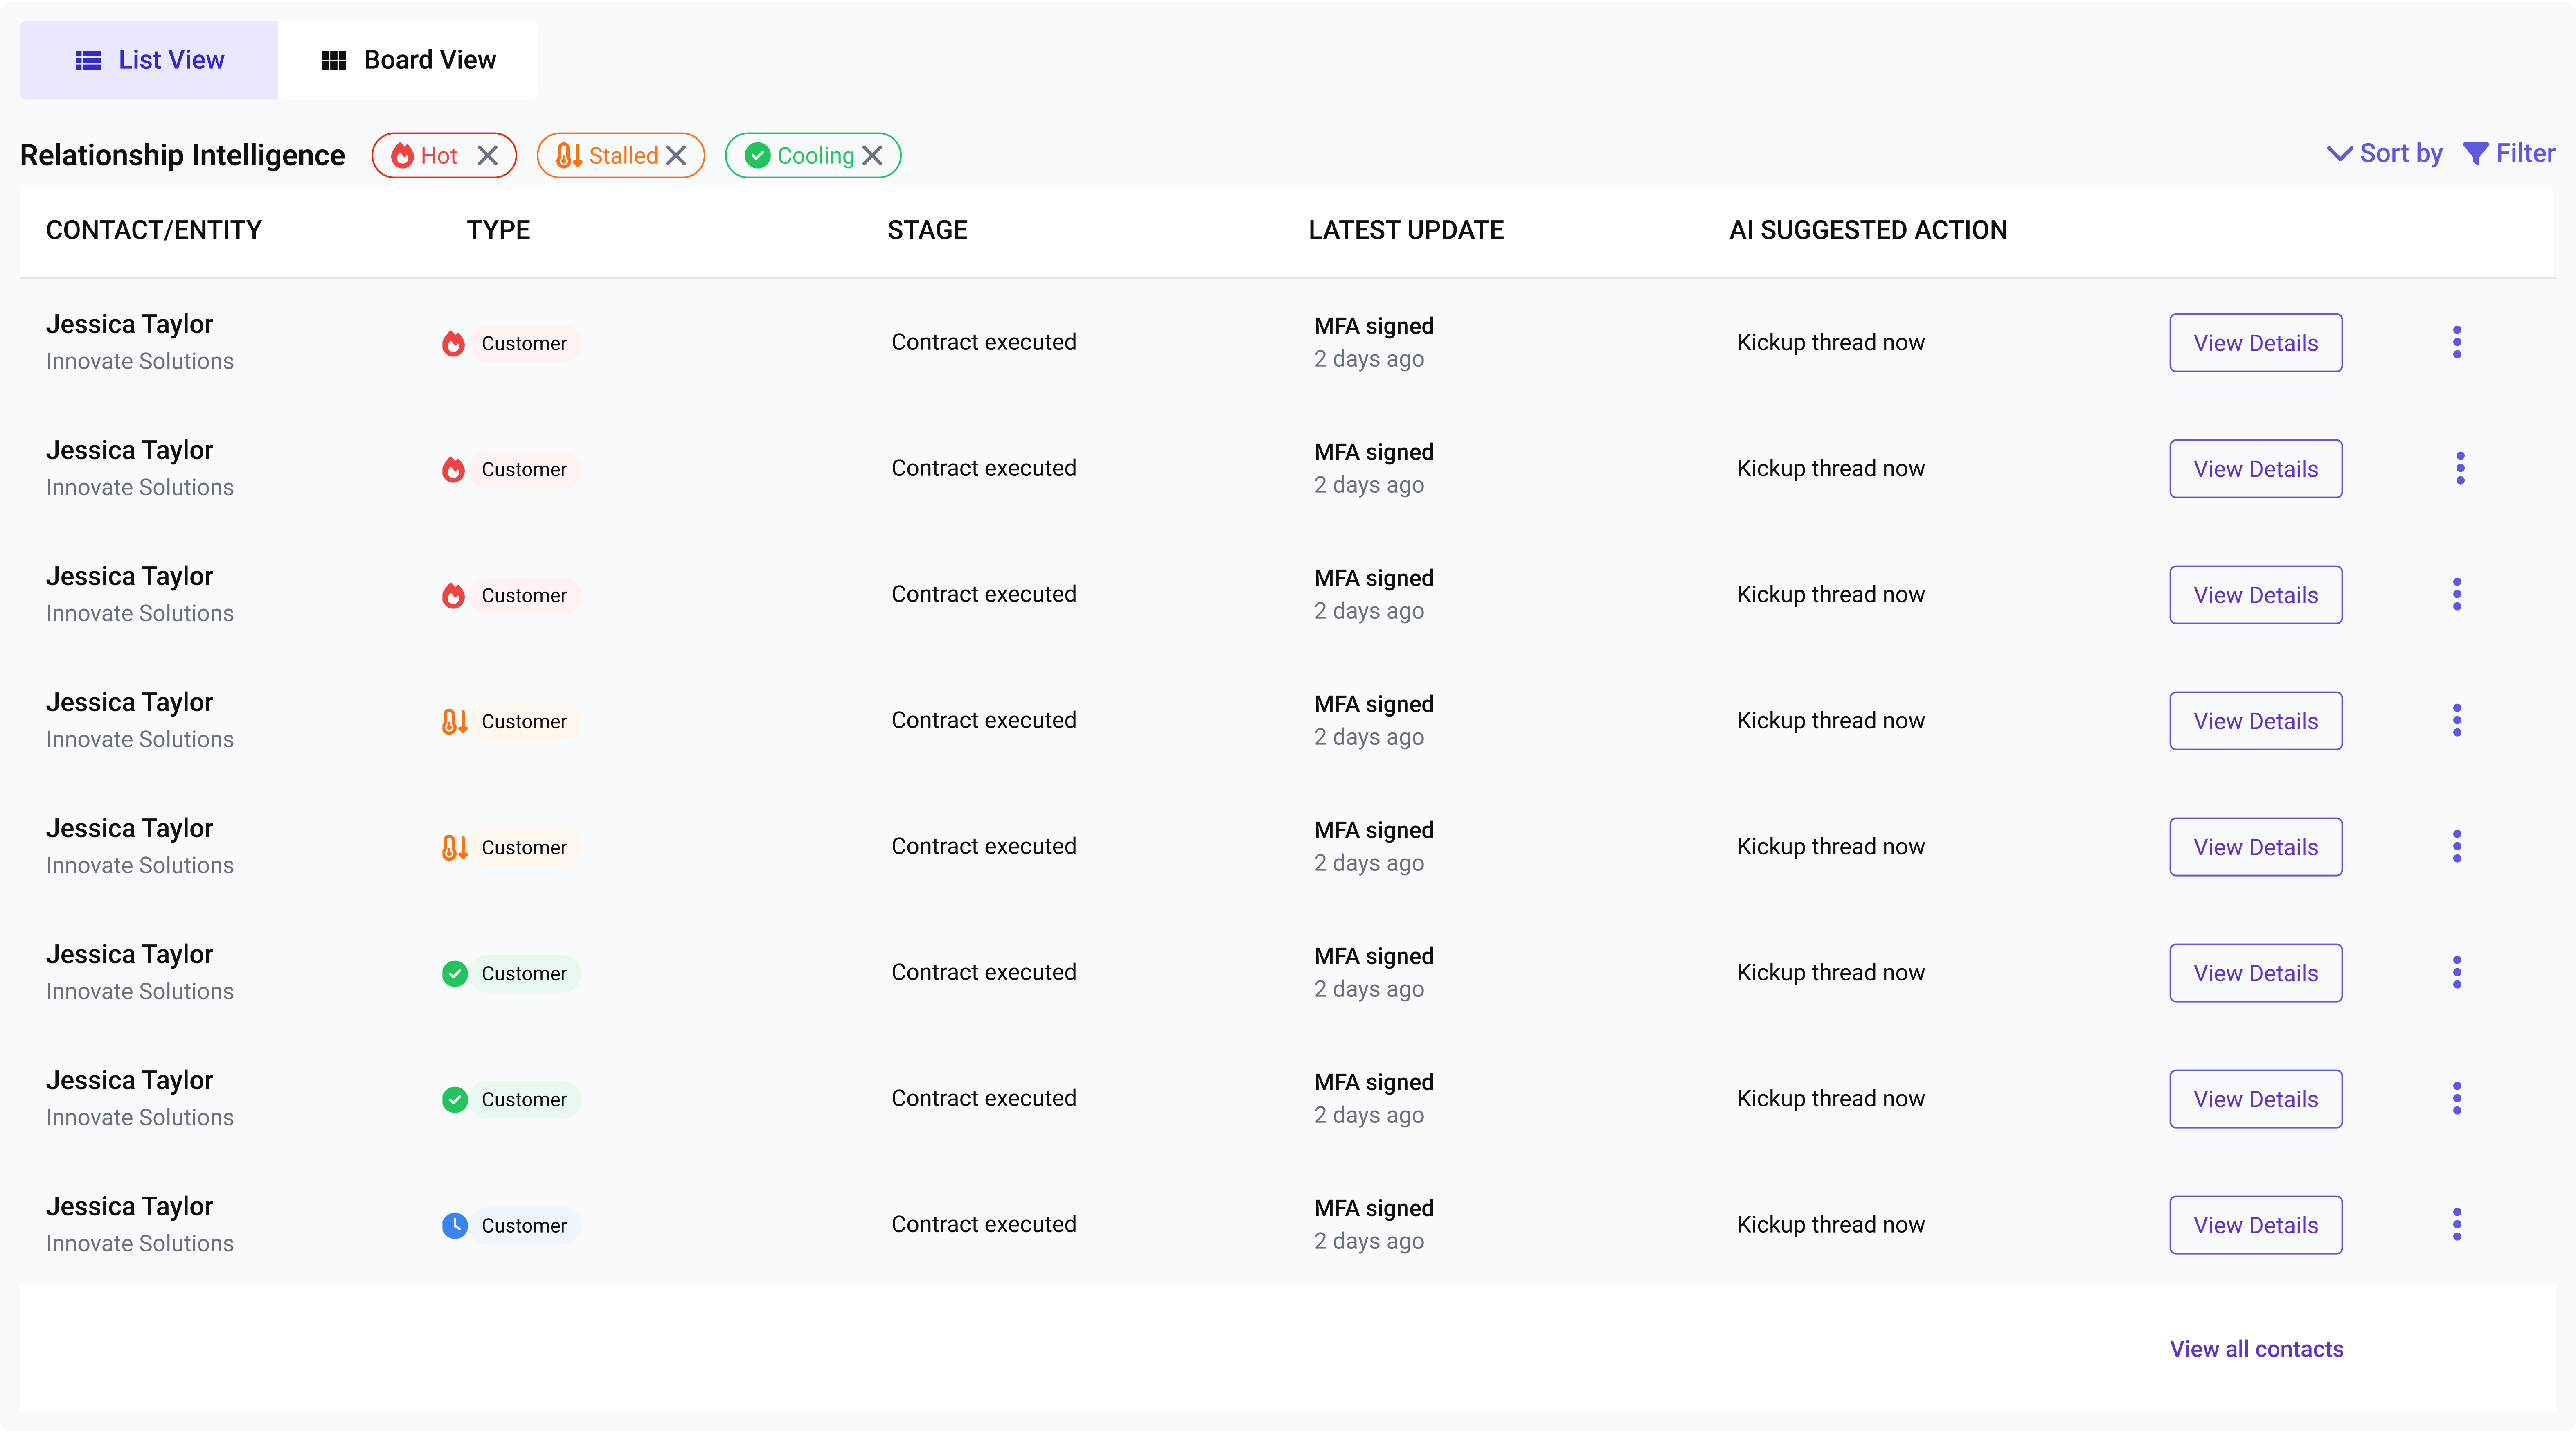 List View
Board View
Relationship Intelligence
Hot
Stalled
Cooling
Sort by
Filter
CONTACT/ENTITY
TYPE
STAGE
LATEST UPDATE
AI SUGGESTED ACTION
Jessica Taylor
Innovate Solutions
Customer
Contract executed
MFA signed
2 days ago
Kickup thread now
View Details
Jessica Taylor
Innovate Solutions
Customer
Contract executed
MFA signed
2 days ago
Kickup thread now
View Details
Jessica Taylor
Innovate Solutions
Customer
Contract executed
MFA signed
2 days ago
Kickup thread now
View Details
Jessica Taylor
Innovate Solutions
Customer
Contract executed
MFA signed
2 days ago
Kickup thread now
View Details
Jessica Taylor
Innovate Solutions
Customer
Contract executed
MFA signed
2 days ago
Kickup thread now
View Details
Jessica Taylor
Innovate Solutions
Customer
Contract executed
MFA signed
2 days ago
Kickup thread now
View Details
Jessica Taylor
Innovate Solutions
Customer
Contract executed
MFA signed
2 days ago
Kickup thread now
View Details
Jessica Taylor
Innovate Solutions
Customer
Contract executed
MFA signed
2 days ago
Kickup thread now
View Details
View all contacts